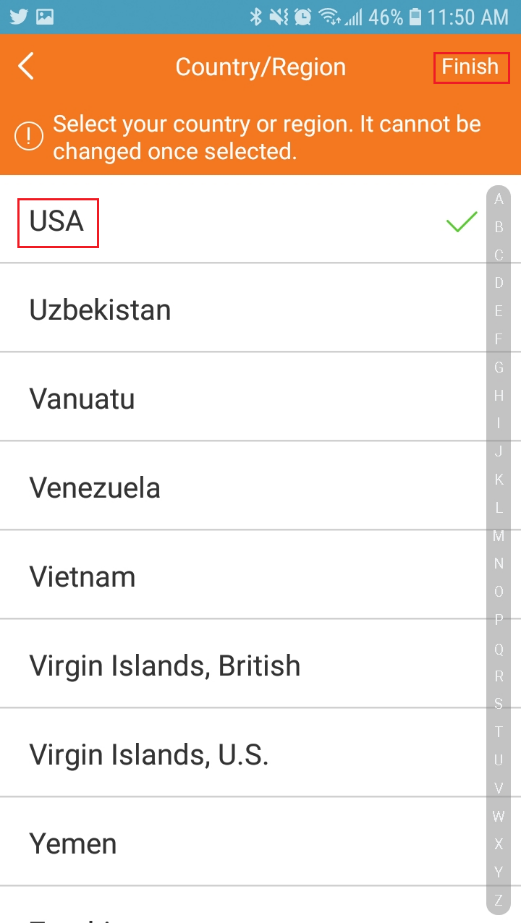 46% 11:50 AM
Country/Region
Finish
! Select your country or region. It cannot be
changed once selected.
USA
Uzbekistan
Vanuatu
Venezuela
Vietnam
Virgin Islands, British
Virgin Islands, U.S.
Yemen
A
B
C
D
E
F
G
H
I
J
K
L
M
N
O
P
Q
R
S
T
U
V
W
X
Y
Z